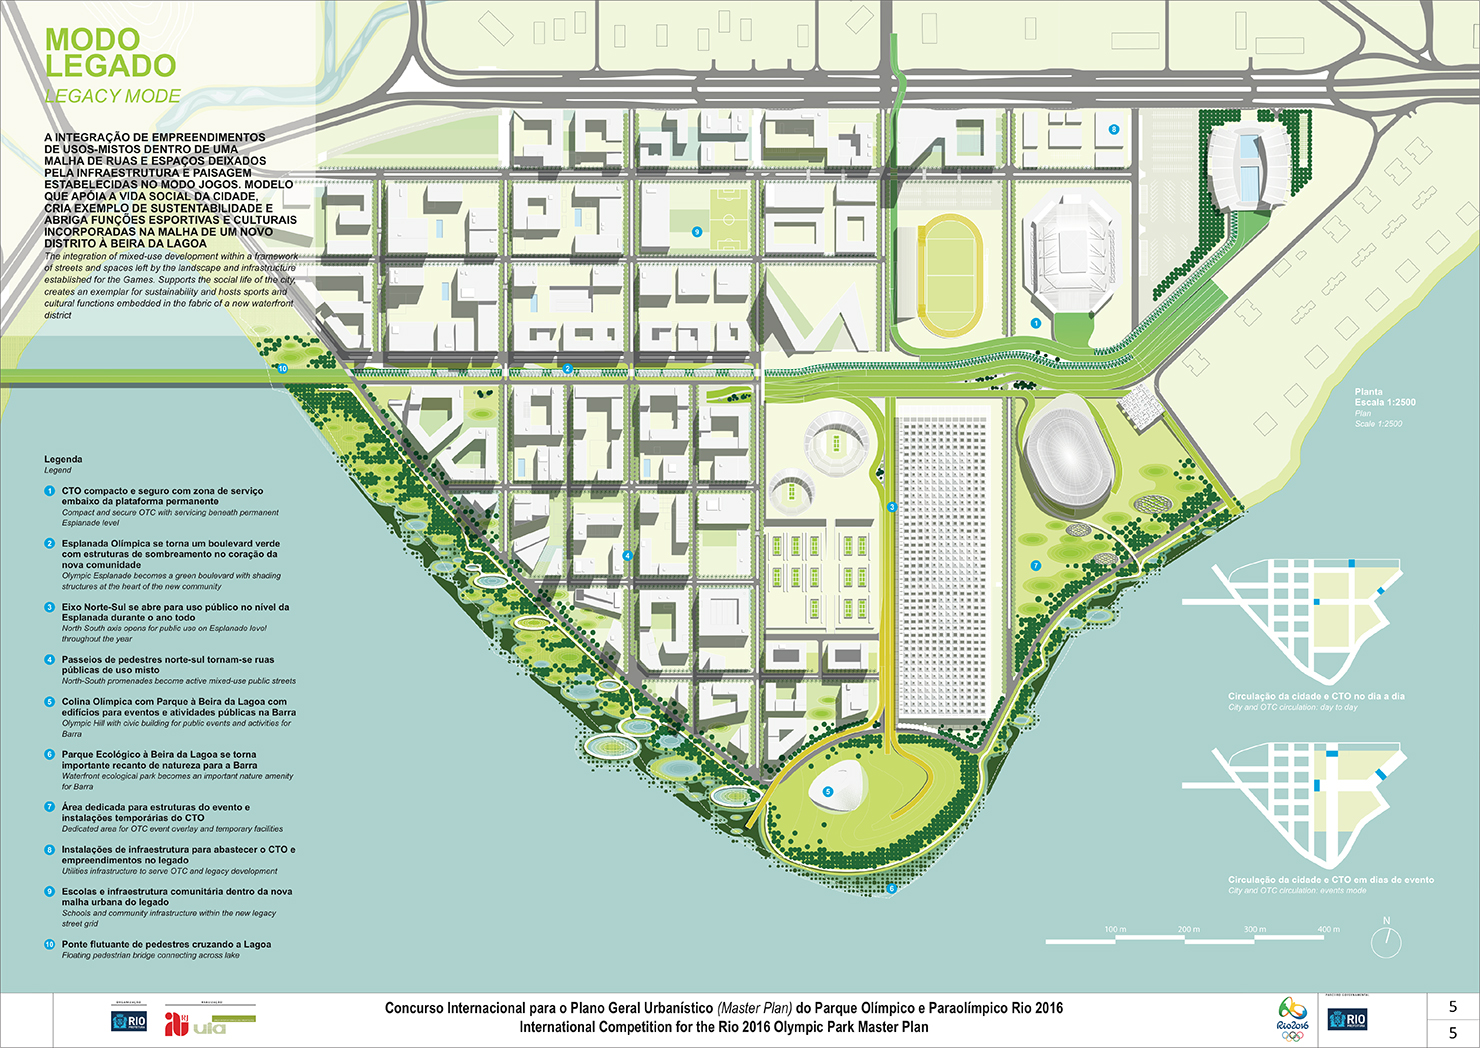 MODO
LEGADO
LEGACY MODE
A INTEGRAÇÃO DE EMPREENDIMENTOS
DE USOS-MISTOS DENTRO DE UMA
MALHA DE RUAS E ESPAÇOS DEIXADOS
PELA INFRAESTRUTURA E PAISAGEM
ESTABELECIDAS NO MODO JOGOS. MODELO
QUE APÓIA A VIDA SOCIAL DA CIDADE,
CRIA EXEMPLO DE SUSTENTABILIDADE E
ABRIGA FUNÇÕES ESPORTIVAS E CULTURAIS
INCORPORADAS NA MALHA DE UM NOVO
DISTRITO À BEIRA DA LAGOA
The integration of mixed-use development within a framework
of streets and spaces left by the landscape and infrastructure
established for the Games. Supports the social life of the city,
creates an exemplar for sustainability and hosts sports and
cultural functions embedded in the fabric of a new waterfront
district
Legenda
Legend
1 CTO compacto e seguro com zona de serviço
embaixo da plataforma permanente
Compact and secure OTC with servicing beneath permanent
Esplanade level
2 Esplanada Olímpica se torna um boulevard verde
com estruturas de sombreamento no coração da
nova comunidade
Olympic Esplanade becomes a green boulevard with shading
structures at the heart of the new community
3 Eixo Norte-Sul se abre para uso público no nível da
Esplanada durante o ano todo
North South axis opens for public use on Esplanade level
throughout the year
4 Passeios de pedestres norte-sul tornam-se ruas
públicas de uso misto
North-South promenades become active mixed-use public streets
5 Colina Olímpica com Parque à Beira da Lagoa com
edifícios para eventos e atividades públicas na Barra
Olympic Hill with civic building for public events and activities for
Barra
6 Parque Ecológico à Beira da Lagoa se torna
importante recanto de natureza para a Barra
Waterfront ecological park becomes an important nature amenity
for Barra
7 Área dedicada para estruturas do evento e
instalações temporárias do CTO
Dedicated area for OTC event overlay and temporary facilities
8 Instalações de infraestrutura para abastecer o CTO e
empreendimentos no legado
Utilities infrastructure to serve OTC and legacy development
9 Escolas e infraestrutura comunitária dentro da nova
malha urbana do legado
Schools and community infrastructure within the new legacy
street grid
10 Ponte flutuante de pedestres cruzando a Lagoa
Floating pedestrian bridge connecting across lake
8
9
1
10
2
3
4
7
5
6
Planta
Escala 1:2500
Plan
Scale 1:2500
Circulação da cidade e CTO no dia a dia
City and OTC circulation: day to day
Circulação da cidade e CTO em dias de evento
City and OTC circulation: events mode
100 m 200 m 300 m 400 m
N
RIO
PREFEITURA
iab RJ
uia
Concurso Internacional para o Plano Geral Urbanístico (Master Plan) do Parque Olímpico e Paraolímpico Rio 2016
International Competition for the Rio 2016 Olympic Park Master Plan
Rio2016
RIO
PREFEITURA
5
5